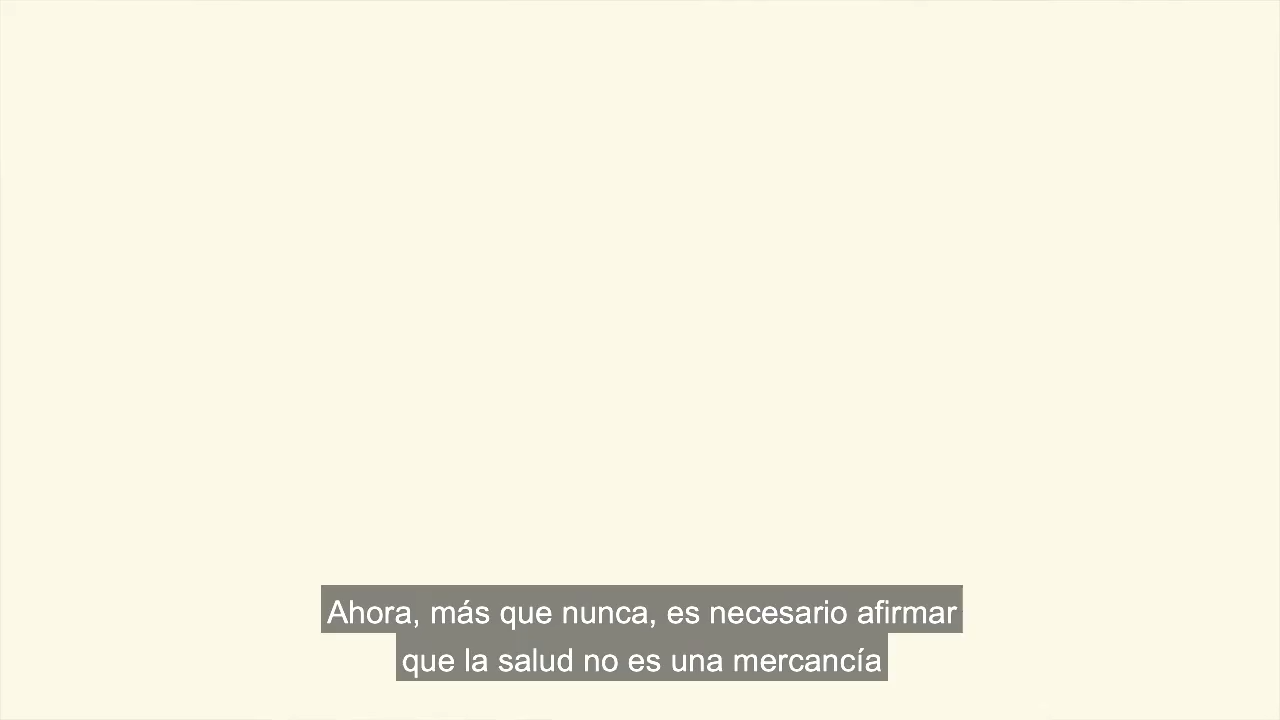 Ahora, más que nunca, es necesario afirmar
que la salud no es una mercancía